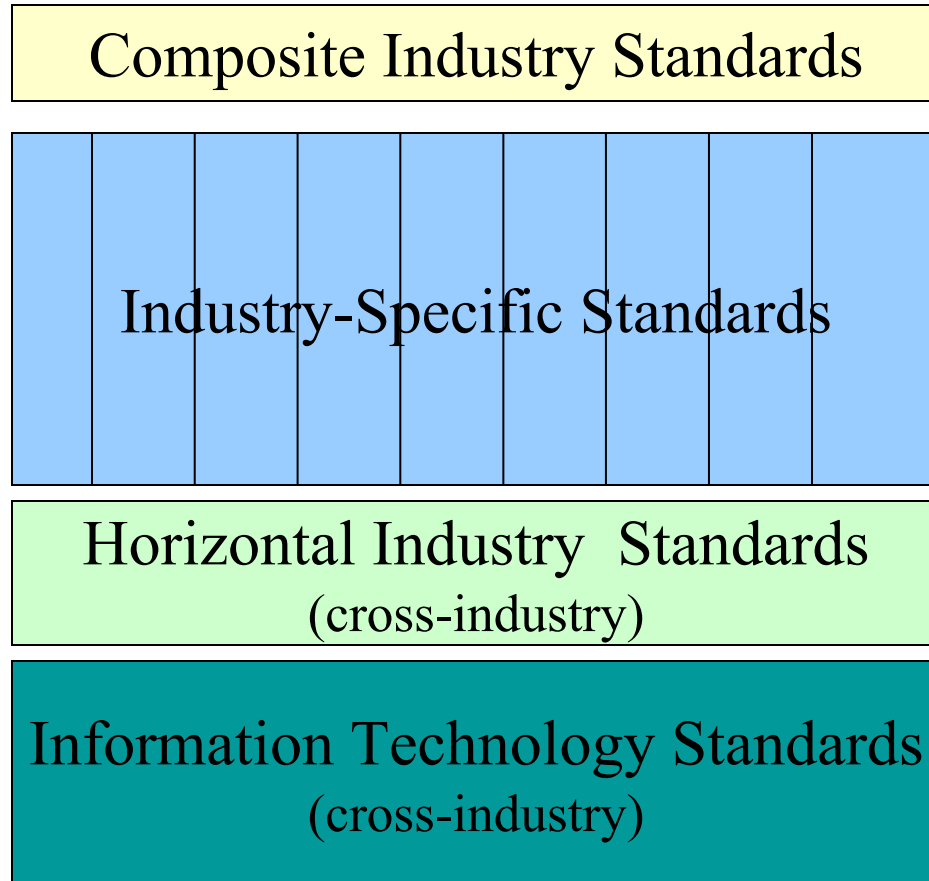 Composite Industry Standards
Industry-Specific Standards
Horizontal Industry  Standards
(cross-industry)
Information Technology Standards
(cross-industry)